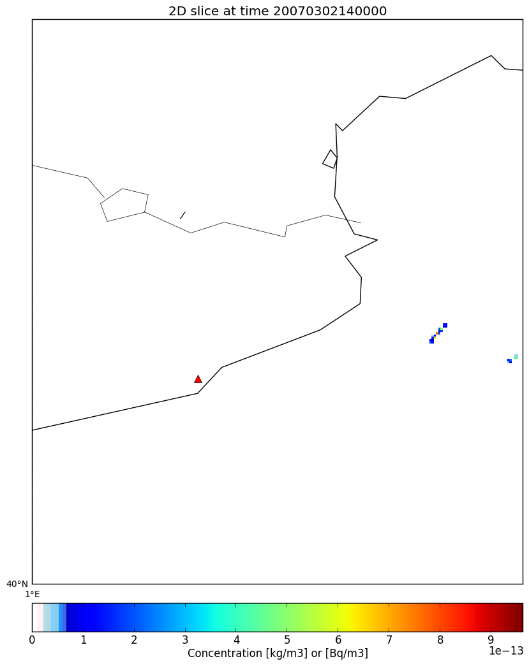 2D slice at time 20070302140000
40°N
1°E
0 1 2 3 4 5 6 7 8 9
1e−13
Concentration [kg/m3] or [Bq/m3]